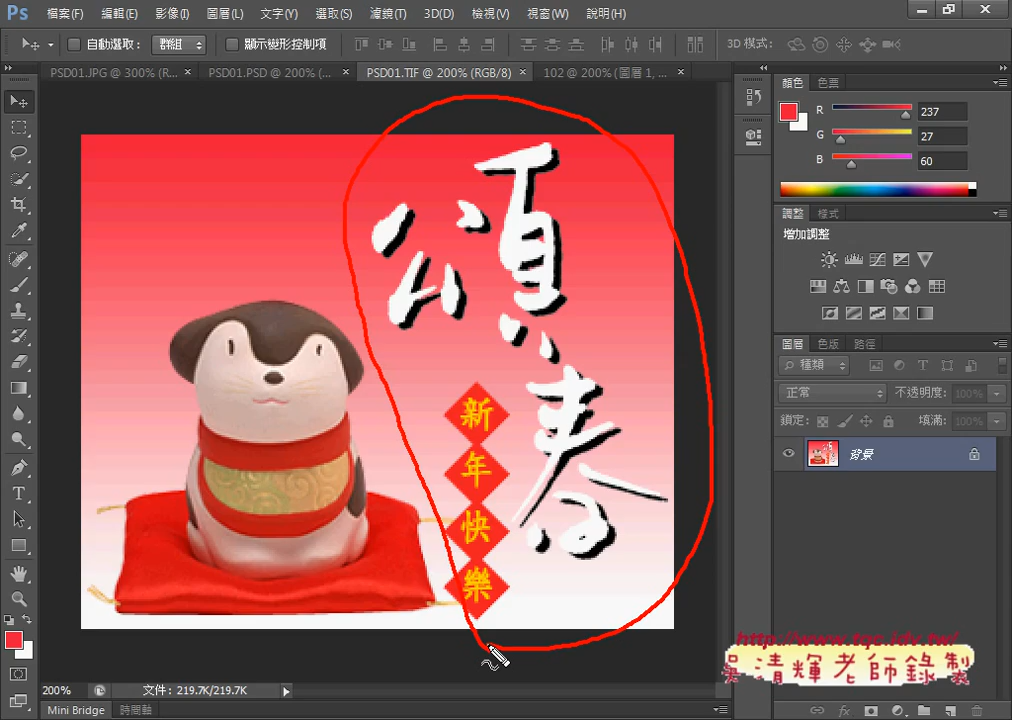 Ps 檔案(F) 編輯(E) 影像(I) 圖層(L) 文字(Y) 選取(S) 濾鏡(T) 3D(D) 檢視(V) 視窗(W) 說明(H)
自動選取： 群組 顯示變形控制項 3D 模式：
PSD01.JPG @ 300% (R... × PSD01.PSD @ 200% (... × PSD01.TIF @ 200% (RGB/8) × 102 @ 200% (圖層 1, ... ×
顏色 色票
R 237
G 27
B 60
調整 樣式
增加調整
圖層 色版 路徑
種類
正常 不透明度： 100%
鎖定： 填滿： 100%
背景
頌春
新
年
快
樂
http://www.tqc.idv.tw/
吳清輝老師錄製
200% 文件：219.7K/219.7K
Mini Bridge 時間軸